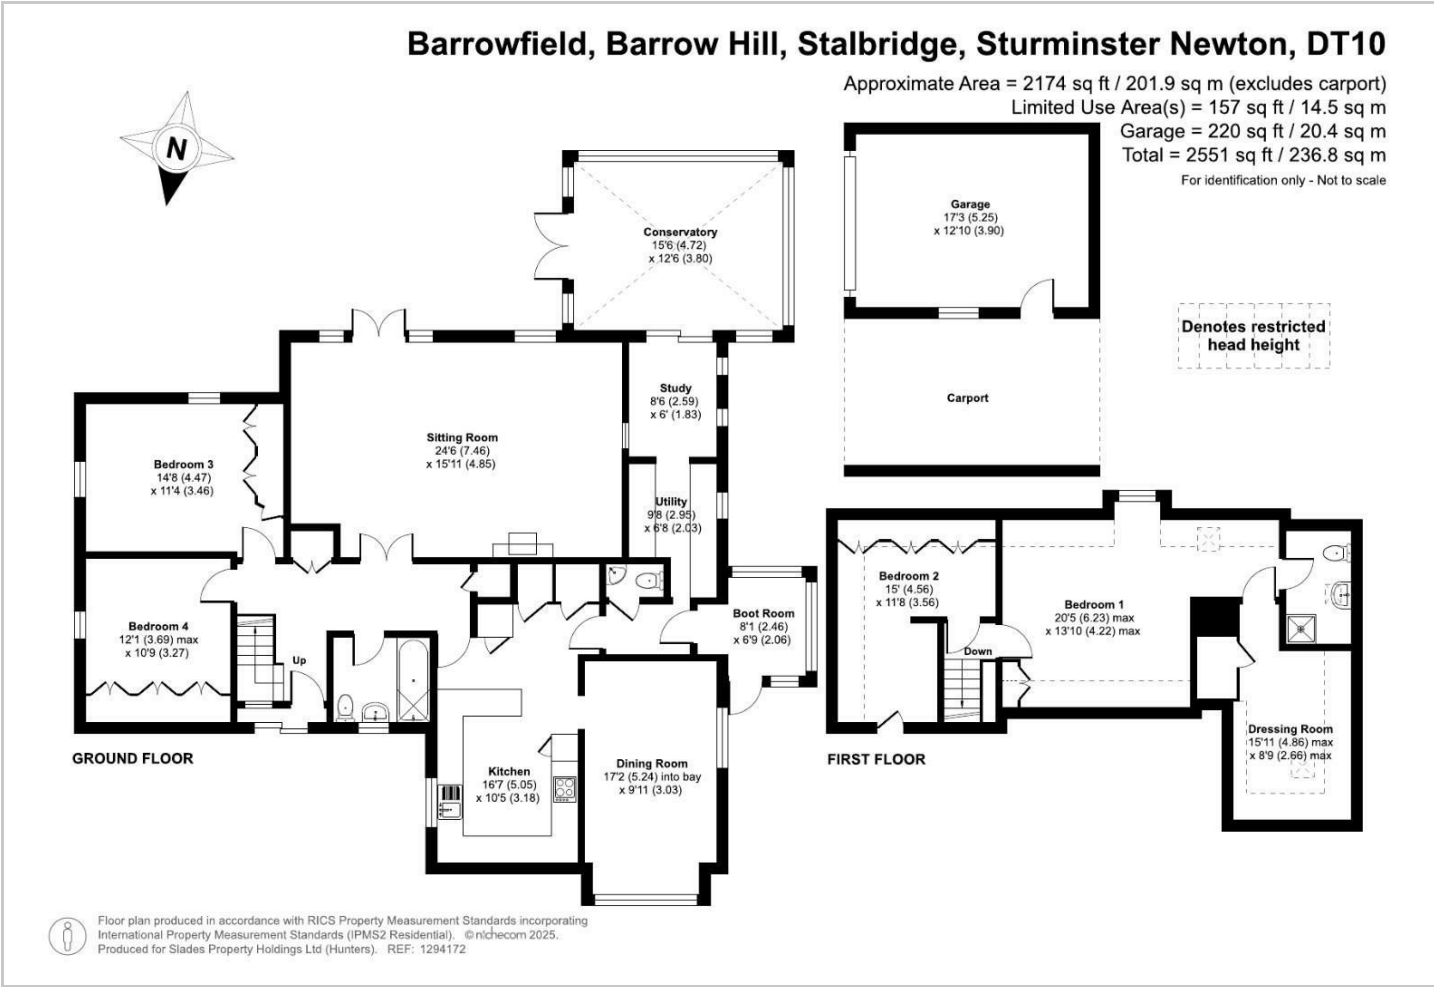 Barrowfield, Barrow Hill, Stalbridge, Sturminster Newton, DT10
Approximate Area = 2174 sq ft / 201.9 sq m (excludes carport)
Limited Use Area(s) = 157 sq ft / 14.5 sq m
Garage = 220 sq ft / 20.4 sq m
Total = 2551 sq ft / 236.8 sq m
For identification only - Not to scale
N
Garage
17'3 (5.25)
x 12'10 (3.90)
Conservatory
15'6 (4.72)
x 12'6 (3.80)
Denotes restricted
head height
Carport
Study
8'6 (2.59)
x 6' (1.83)
Sitting Room
24'6 (7.46)
x 15'11 (4.85)
Bedroom 3
14'8 (4.47)
x 11'4 (3.46)
Utility
9'8 (2.95)
x 6'8 (2.03)
Boot Room
8'1 (2.46)
x 6'9 (2.06)
Bedroom 4
12'1 (3.69) max
x 10'9 (3.27)
Up
Kitchen
16'7 (5.05)
x 10'5 (3.18)
Dining Room
17'2 (5.24) into bay
x 9'11 (3.03)
GROUND FLOOR
Bedroom 2
15' (4.56)
x 11'8 (3.56)
Bedroom 1
20'5 (6.23) max
x 13'10 (4.22) max
Down
Dressing Room
15'11 (4.86) max
x 8'9 (2.66) max
FIRST FLOOR
Floor plan produced in accordance with RICS Property Measurement Standards incorporating
International Property Measurement Standards (IPMS2 Residential). © nichecom 2025.
Produced for Slades Property Holdings Ltd (Hunters). REF: 1294172